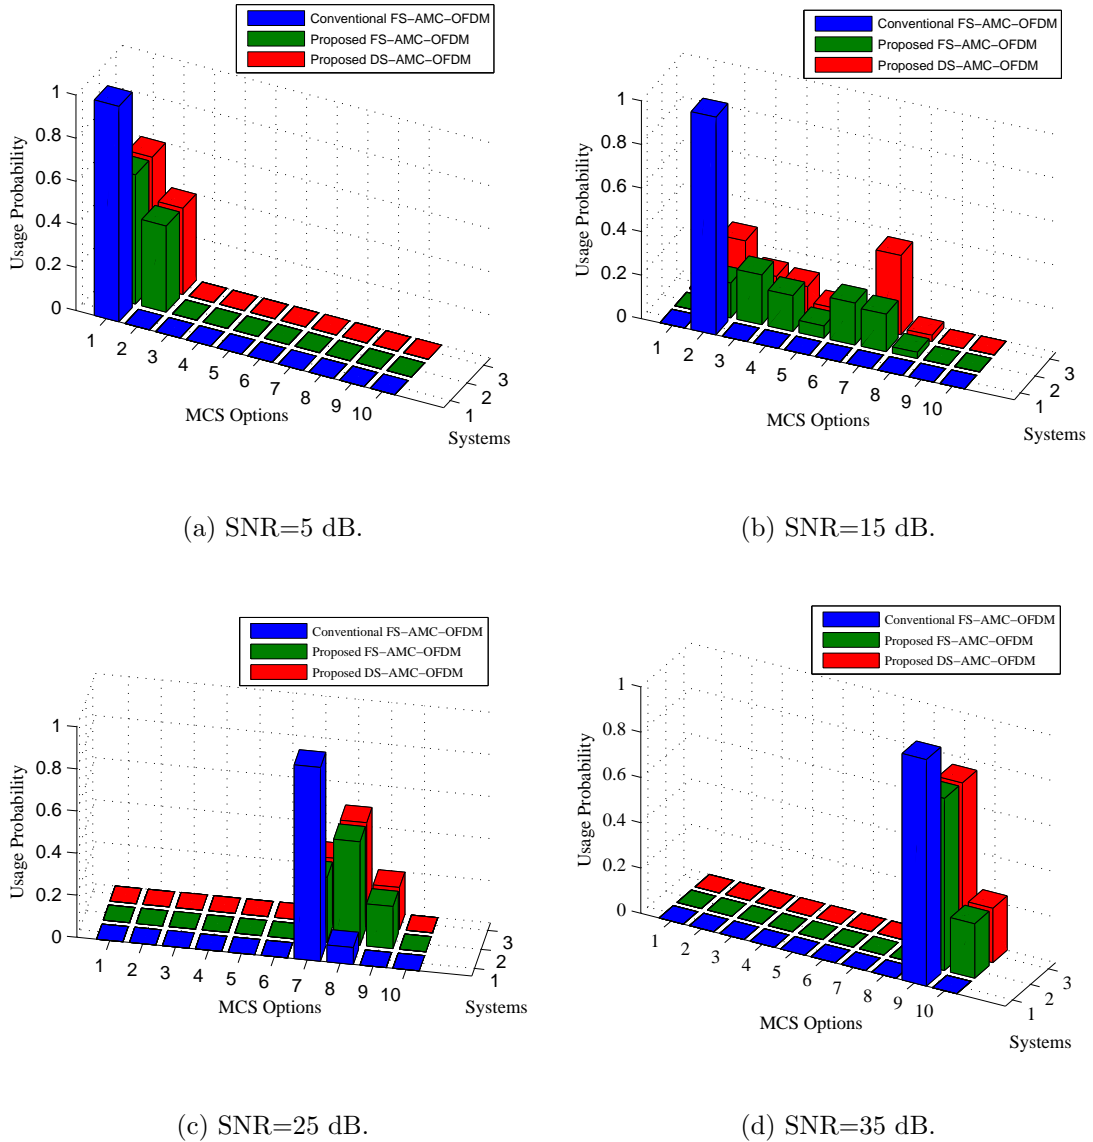 Conventional FS−AMC−OFDM
Proposed FS−AMC−OFDM
Proposed DS−AMC−OFDM
1
0.8
0.6
0.4
0.2
0
Usage Probability
1
2
3
4
5
6
7
8
9
10
MCS Options
1
2
3
Systems
(a) SNR=5 dB.
Conventional FS−AMC−OFDM
Proposed FS−AMC−OFDM
Proposed DS−AMC−OFDM
1
0.8
0.6
0.4
0.2
0
Usage Probability
1
2
3
4
5
6
7
8
9
10
MCS Options
1
2
3
Systems
(b) SNR=15 dB.
Conventional FS−AMC−OFDM
Proposed FS−AMC−OFDM
Proposed DS−AMC−OFDM
1
0.8
0.6
0.4
0.2
0
Usage Probability
1
2
3
4
5
6
7
8
9
10
MCS Options
1
2
3
Systems
(c) SNR=25 dB.
Conventional FS−AMC−OFDM
Proposed FS−AMC−OFDM
Proposed DS−AMC−OFDM
1
0.8
0.6
0.4
0.2
0
Usage Probability
1
2
3
4
5
6
7
8
9
10
MCS Options
1
2
3
Systems
(d) SNR=35 dB.